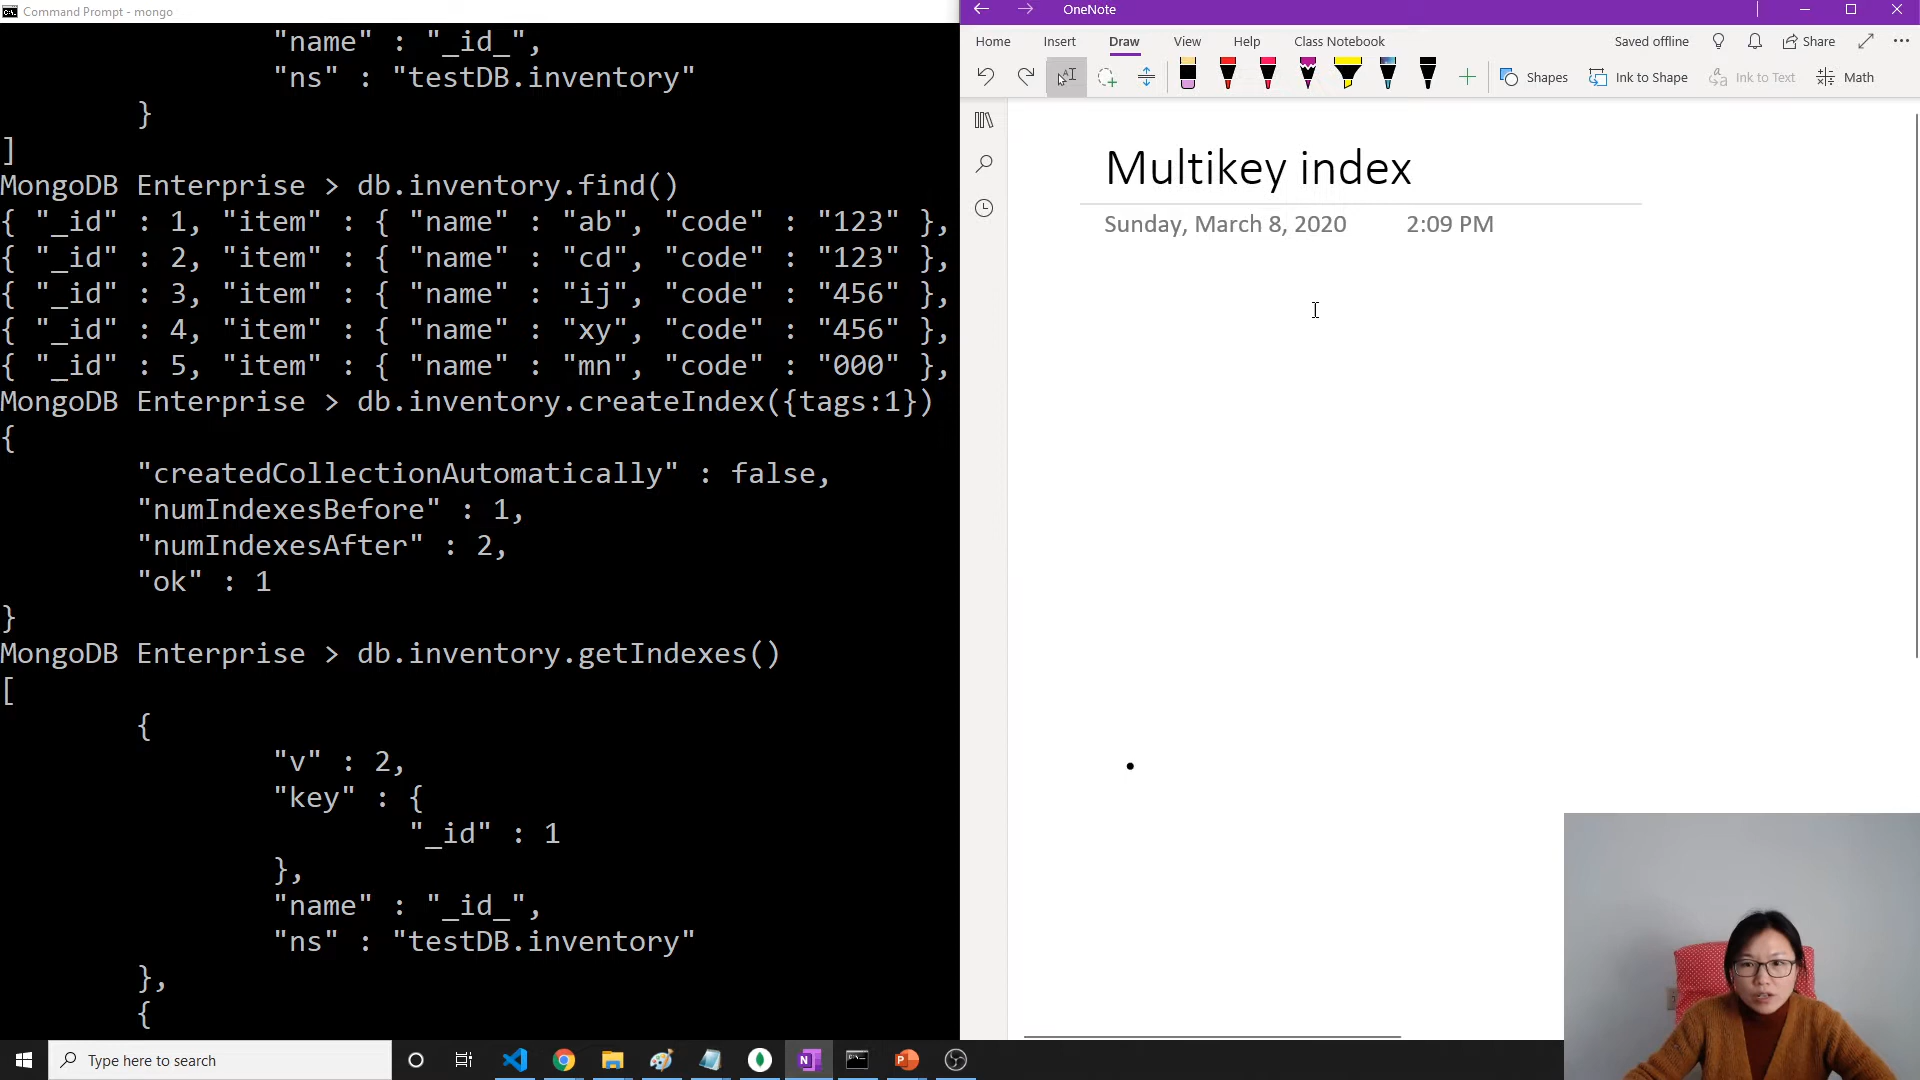 Command Prompt - mongo
"name" : "_id_",
"ns" : "testDB.inventory"
}
]
MongoDB Enterprise > db.inventory.find()
{ "_id" : 1, "item" : { "name" : "ab", "code" : "123" },
{ "_id" : 2, "item" : { "name" : "cd", "code" : "123" },
{ "_id" : 3, "item" : { "name" : "ij", "code" : "456" },
{ "_id" : 4, "item" : { "name" : "xy", "code" : "456" },
{ "_id" : 5, "item" : { "name" : "mn", "code" : "000" },
MongoDB Enterprise > db.inventory.createIndex({tags:1})
{
"createdCollectionAutomatically" : false,
"numIndexesBefore" : 1,
"numIndexesAfter" : 2,
"ok" : 1
}
MongoDB Enterprise > db.inventory.getIndexes()
[
{
"v" : 2,
"key" : {
"_id" : 1
},
"name" : "_id_",
"ns" : "testDB.inventory"
},
{
OneNote
Home Insert Draw View Help Class Notebook Saved offline Share
Shapes Ink to Shape Ink to Text Math
Multikey index
Sunday, March 8, 2020 2:09 PM
Type here to search